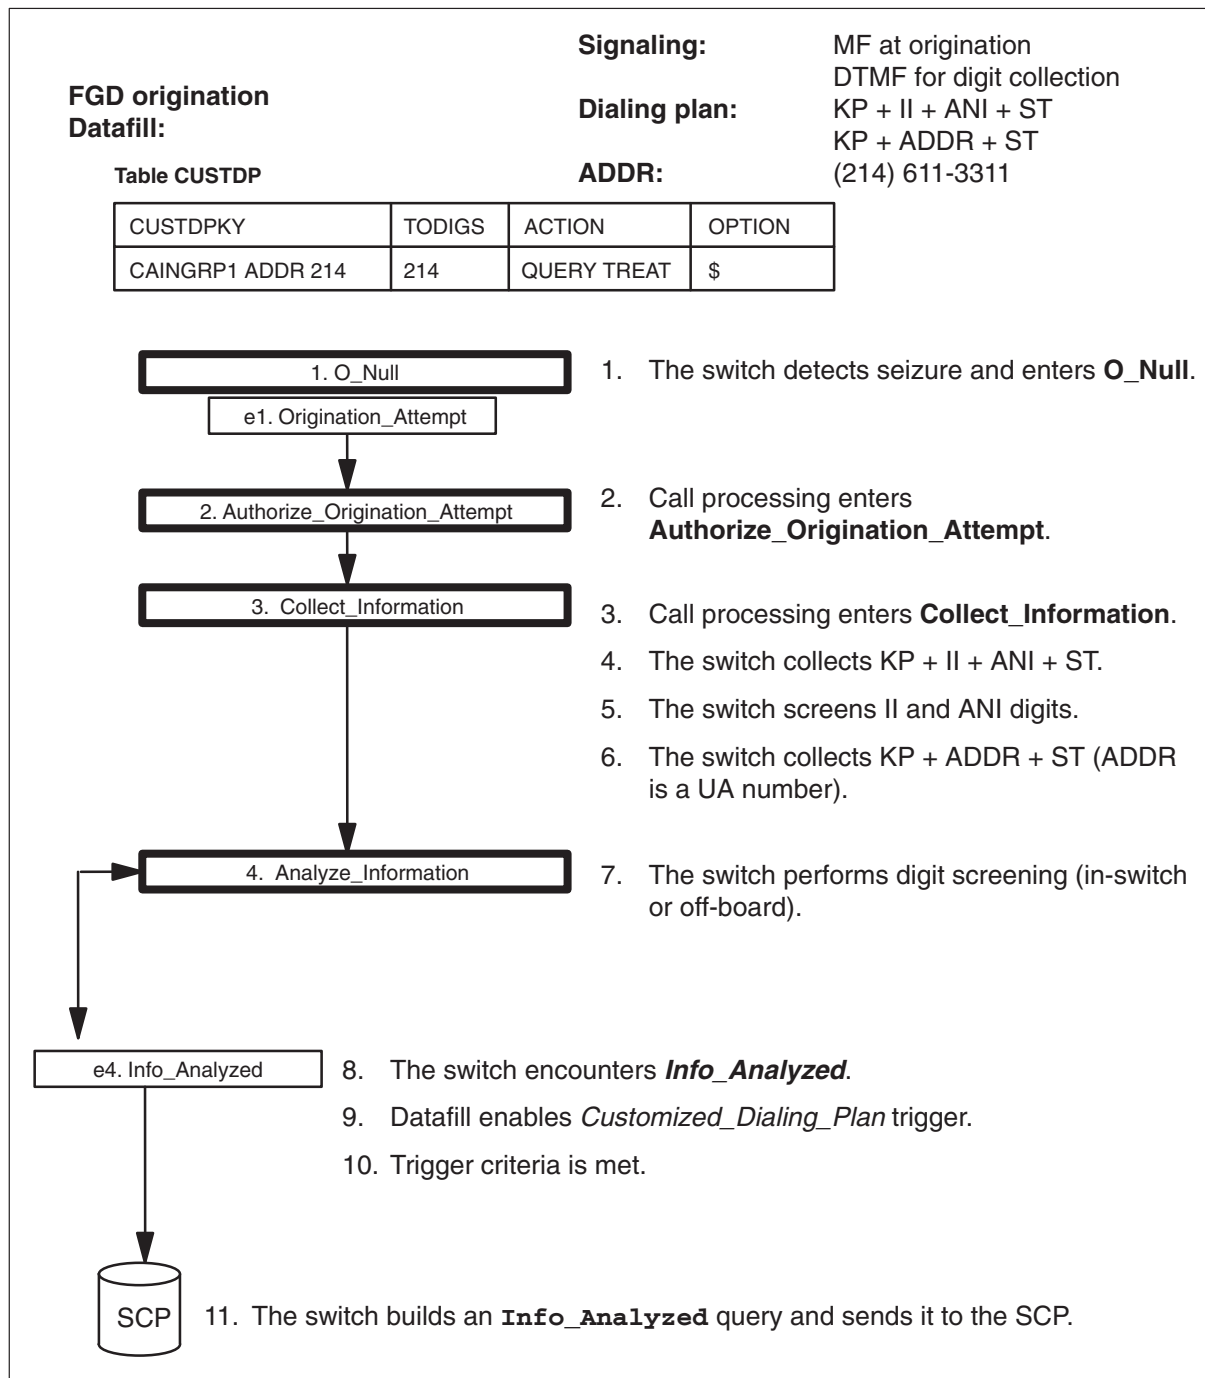 Signaling: MF at origination
DTMF for digit collection
FGD origination
Datafill:
Dialing plan: KP + II + ANI + ST
KP + ADDR + ST
Table CUSTDP
ADDR: (214) 611-3311
CUSTDPKY TODIGS ACTION OPTION
CAINGRP1 ADDR 214 214 QUERY TREAT $
1. O_Null
1. The switch detects seizure and enters O_Null.
e1. Origination_Attempt
2. Authorize_Origination_Attempt
2. Call processing enters
Authorize_Origination_Attempt.
3. Collect_Information
3. Call processing enters Collect_Information.
4. The switch collects KP + II + ANI + ST.
5. The switch screens II and ANI digits.
6. The switch collects KP + ADDR + ST (ADDR
is a UA number).
4. Analyze_Information
7. The switch performs digit screening (in-switch
or off-board).
e4. Info_Analyzed
8. The switch encounters Info_Analyzed.
9. Datafill enables Customized_Dialing_Plan trigger.
10. Trigger criteria is met.
SCP
11. The switch builds an Info_Analyzed query and sends it to the SCP.